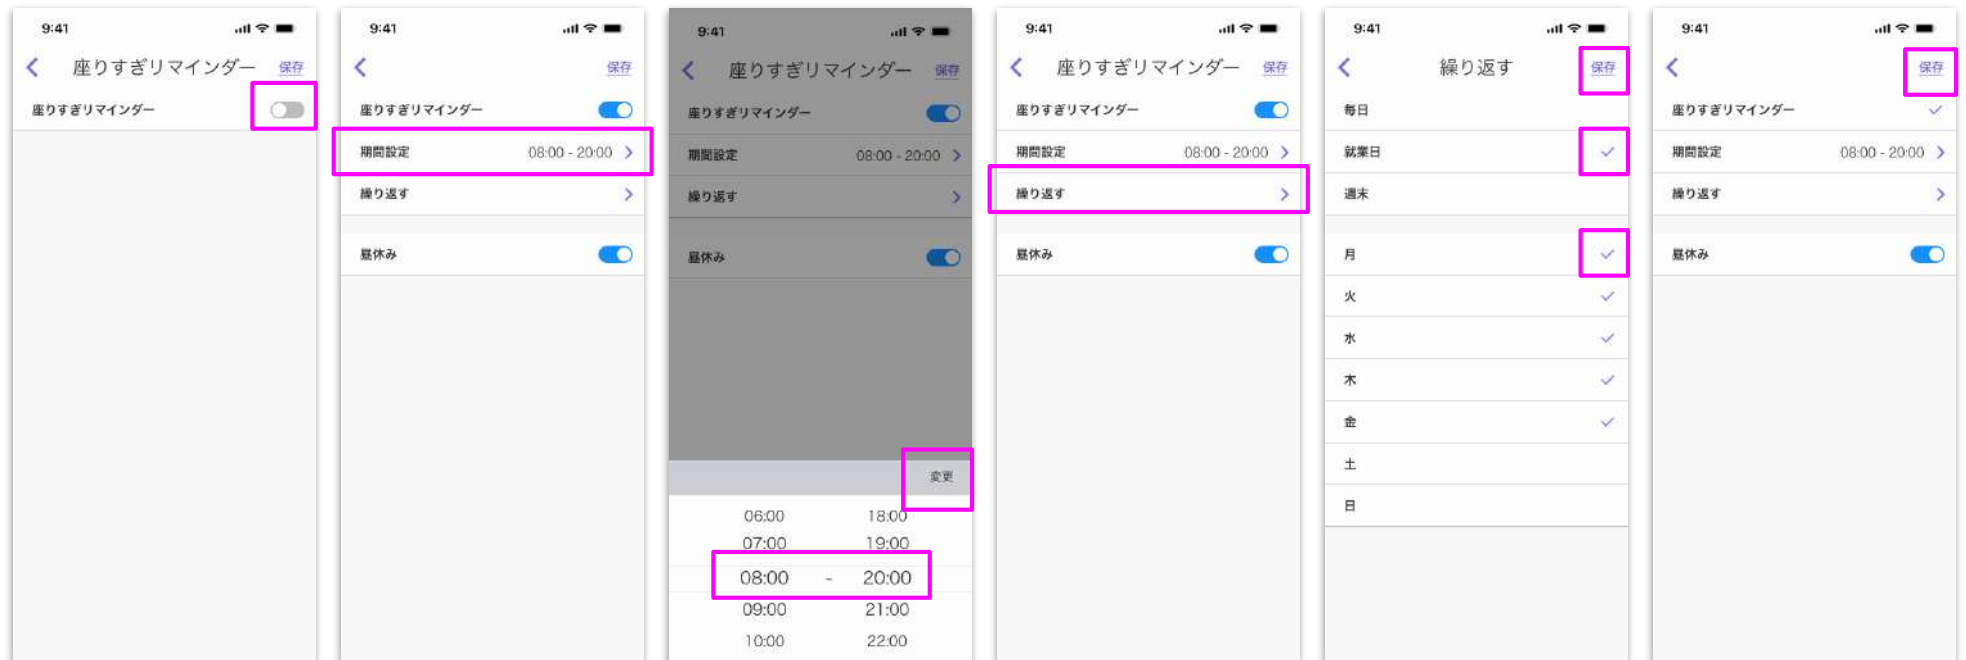 9:41
座りすぎリマインダー 保存
座りすぎリマインダー
9:41
保存
座りすぎリマインダー
期間設定 08:00 - 20:00
繰り返す
昼休み
9:41
座りすぎリマインダー 保存
座りすぎリマインダー
期間設定 08:00 - 20:00
繰り返す
昼休み
変更
06:00 18:00
07:00 19:00
08:00 - 20:00
09:00 21:00
10:00 22:00
9:41
座りすぎリマインダー 保存
座りすぎリマインダー
期間設定 08:00 - 20:00
繰り返す
昼休み
9:41
繰り返す 保存
毎日
就業日
週末
月
火
水
木
金
土
日
9:41
保存
座りすぎリマインダー
期間設定 08:00 - 20:00
繰り返す
昼休み